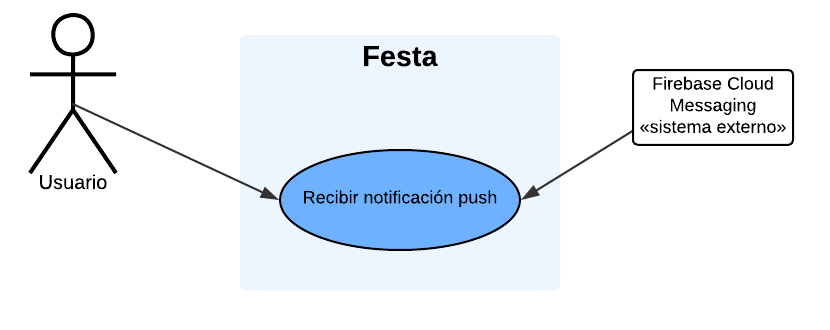 Festa
Firebase Cloud
Messaging
«sistema externo»
Usuario
Recibir notificación push